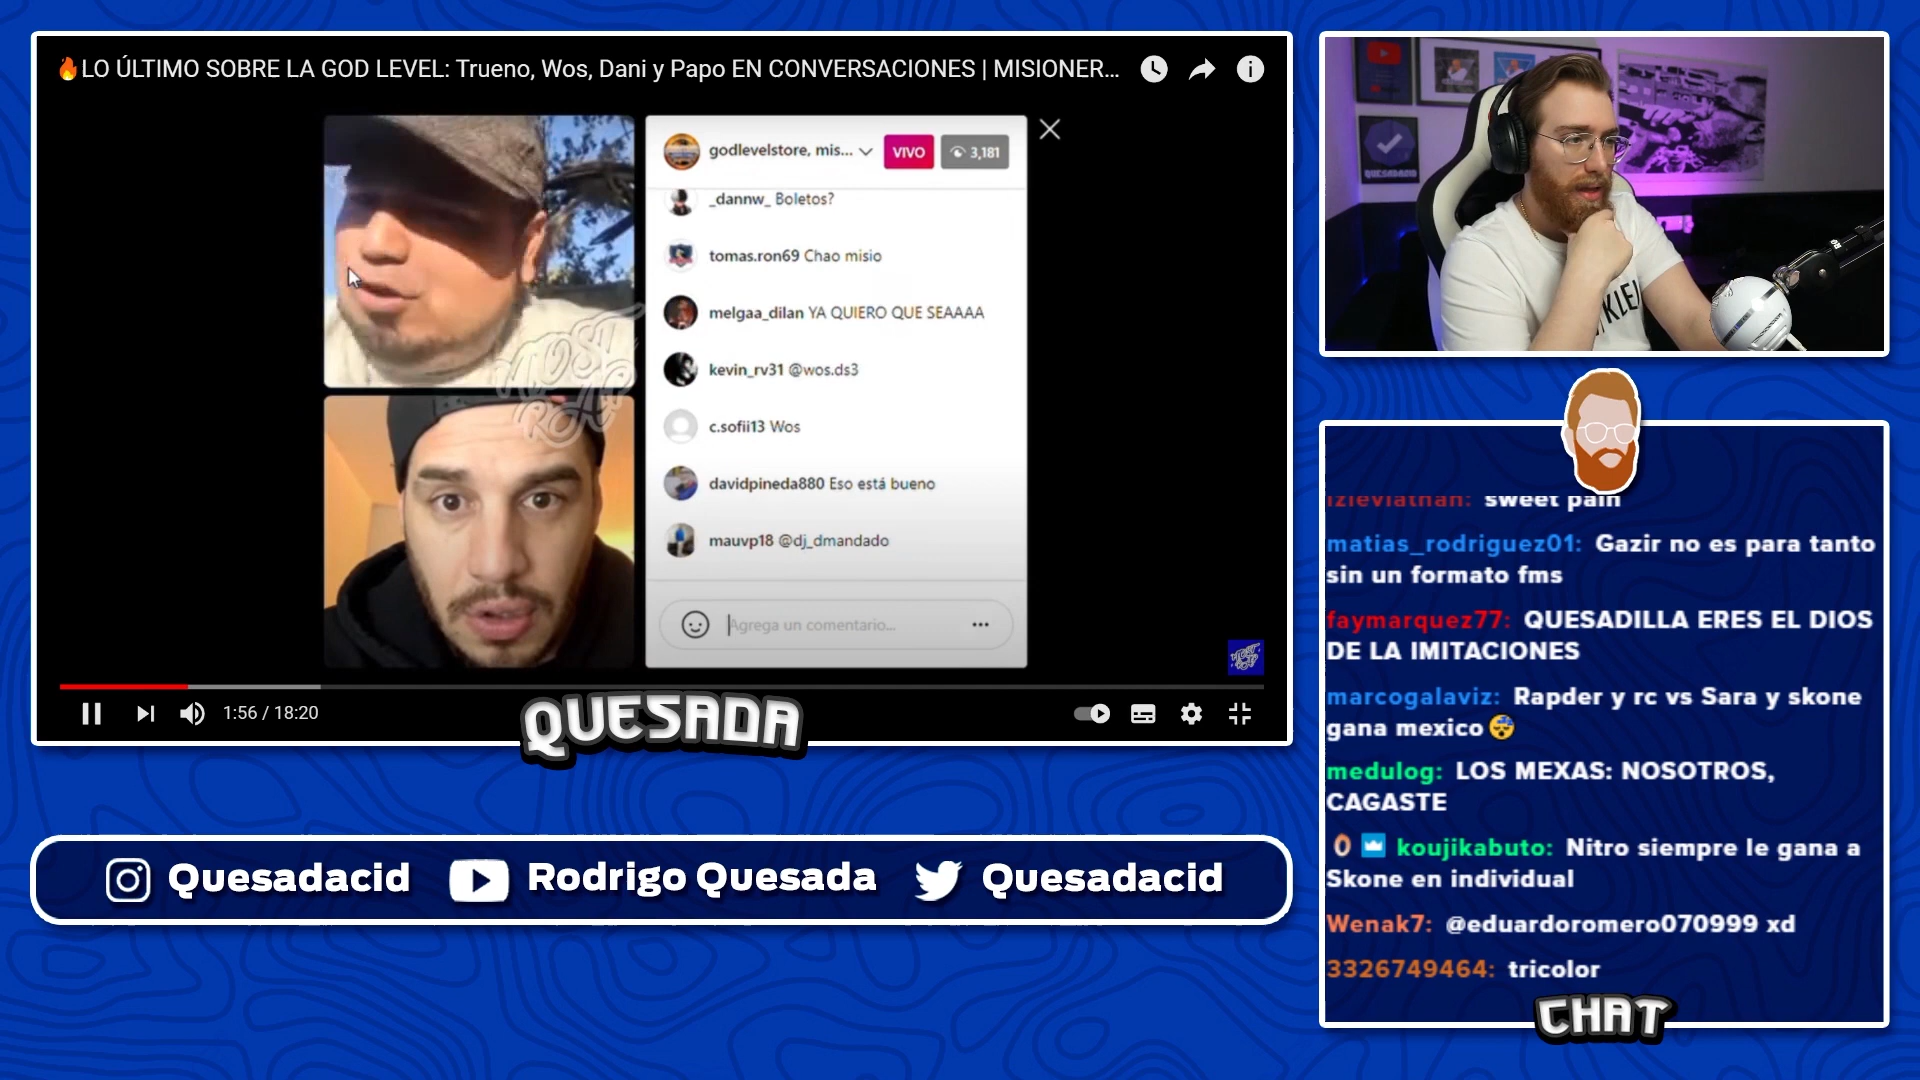 🔥LO ÚLTIMO SOBRE LA GOD LEVEL: Trueno, Wos, Dani y Papo EN CONVERSACIONES | MISIONER...
godlevelstore, mis...
VIVO
3,181
_dannw_ Boletos?
tomas.ron69 Chao misio
melgaa_dilan YA QUIERO QUE SEAAAA
kevin_rv31 @wos.ds3
c.sofii13 Wos
davidpineda880 Eso está bueno
mauvp18 @dj_dmandado
Agrega un comentario...
1:56 / 18:20
QUESADA
Quesadacid
Rodrigo Quesada
Quesadacid
QUESADACID
izleviathan: sweet pain
matias_rodriguez01: Gazir no es para tanto
sin un formato fms
faymarquez77: QUESADILLA ERES EL DIOS
DE LA IMITACIONES
marcogalaviz: Rapder y rc vs Sara y skone
gana mexico😴
medulog: LOS MEXAS: NOSOTROS,
CAGASTE
koujikabuto: Nitro siempre le gana a
Skone en individual
Wenak7: @eduardoromero070999 xd
3326749464: tricolor
CHAT